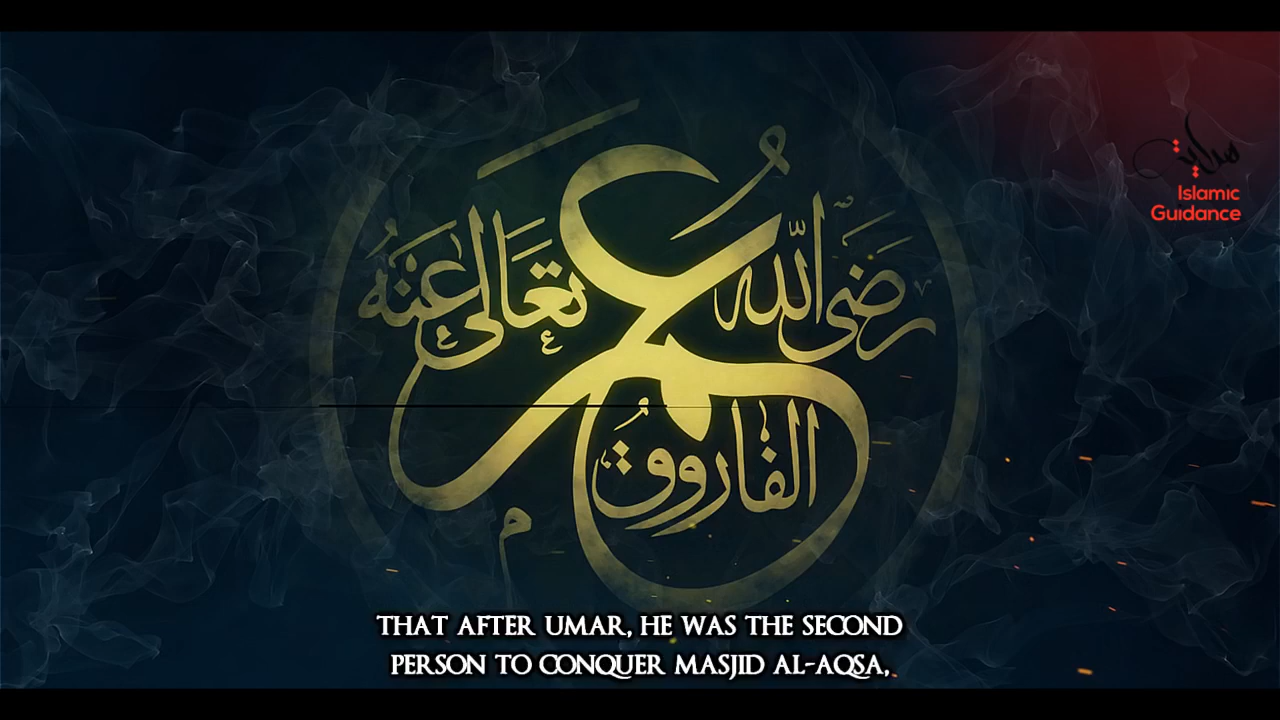 رضي الله
عمر
تعالى عنه
الفاروق
هداية
Islamic
Guidance
THAT AFTER UMAR, HE WAS THE SECOND
PERSON TO CONQUER MASJID AL-AQSA,